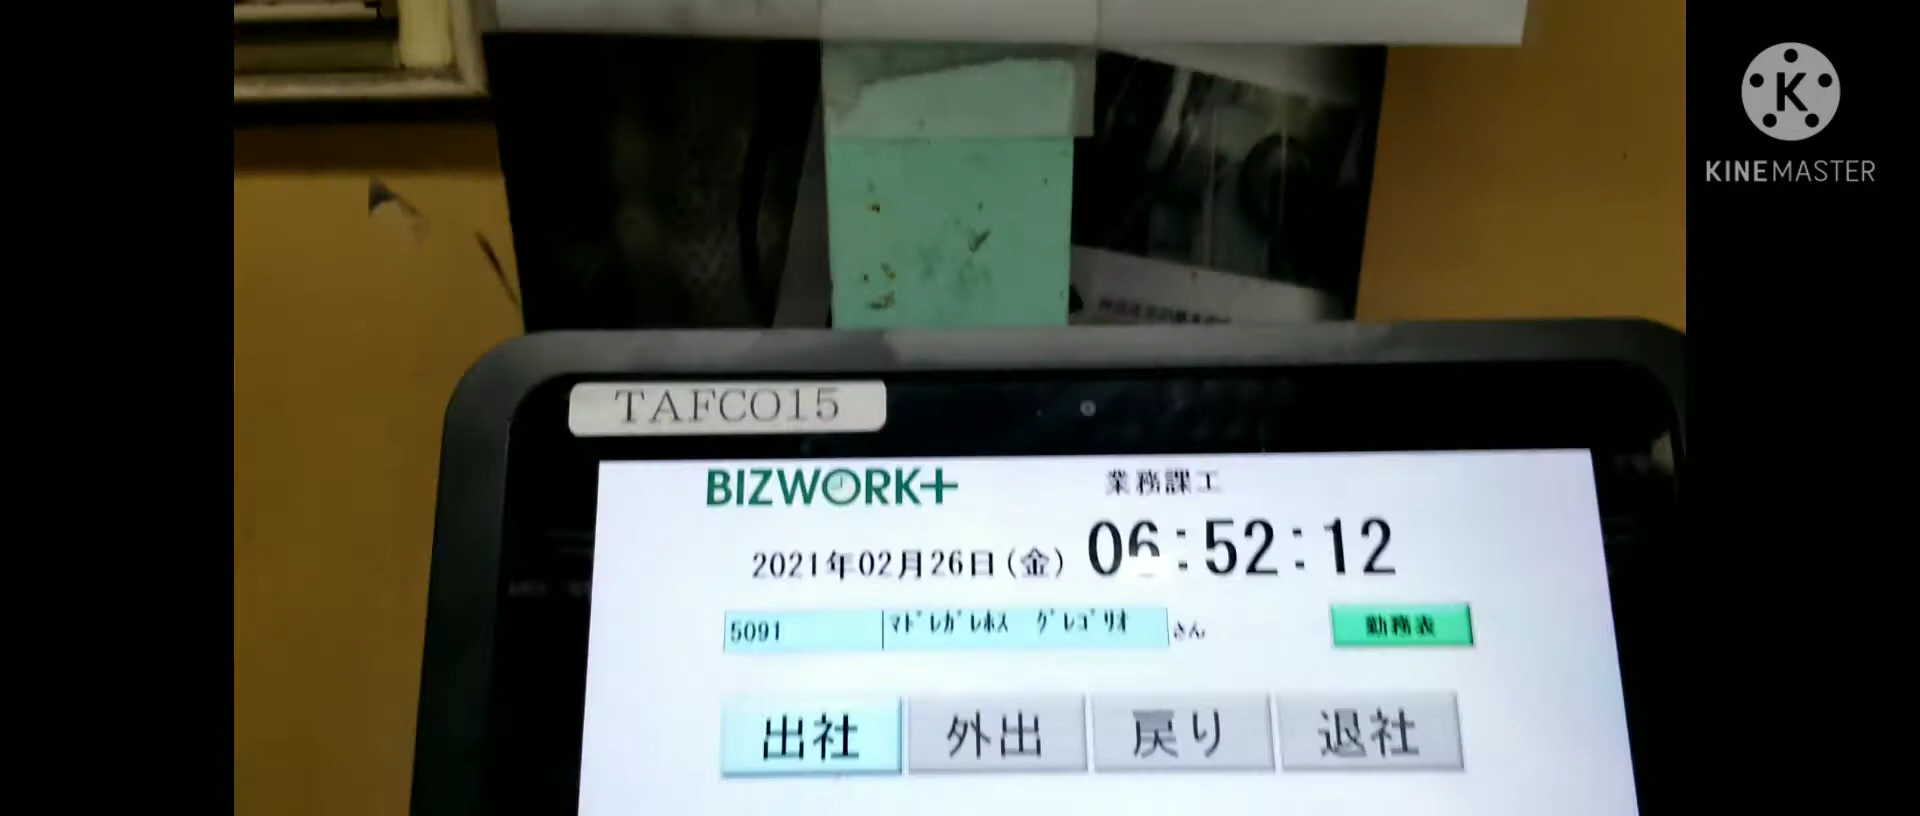 KINEMASTER
TAFCO15
BIZWORK+
業務課工
2021年02月26日(金) 06:52:12
5091 ﾏﾄﾞﾚｶﾞﾚﾎｽ ｸﾞﾚｺﾞﾘｵ さん 勤務表
出社 外出 戻り 退社